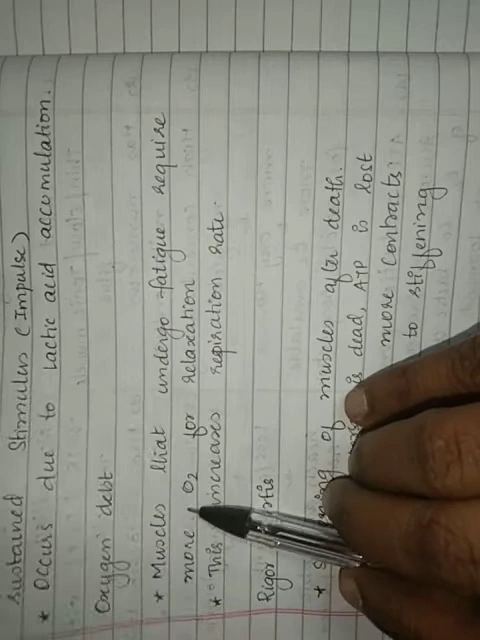 sustained Stimulus (Impulse)
* Occurs due to Lactic acid accumulation.
Oxygen debt
* Muscles that undergo fatigue require
more O2 for relaxation
* This increases respiration rate.
Rigor
of muscles after death.
is dead, ATP is lost
more contracts
to stiffening